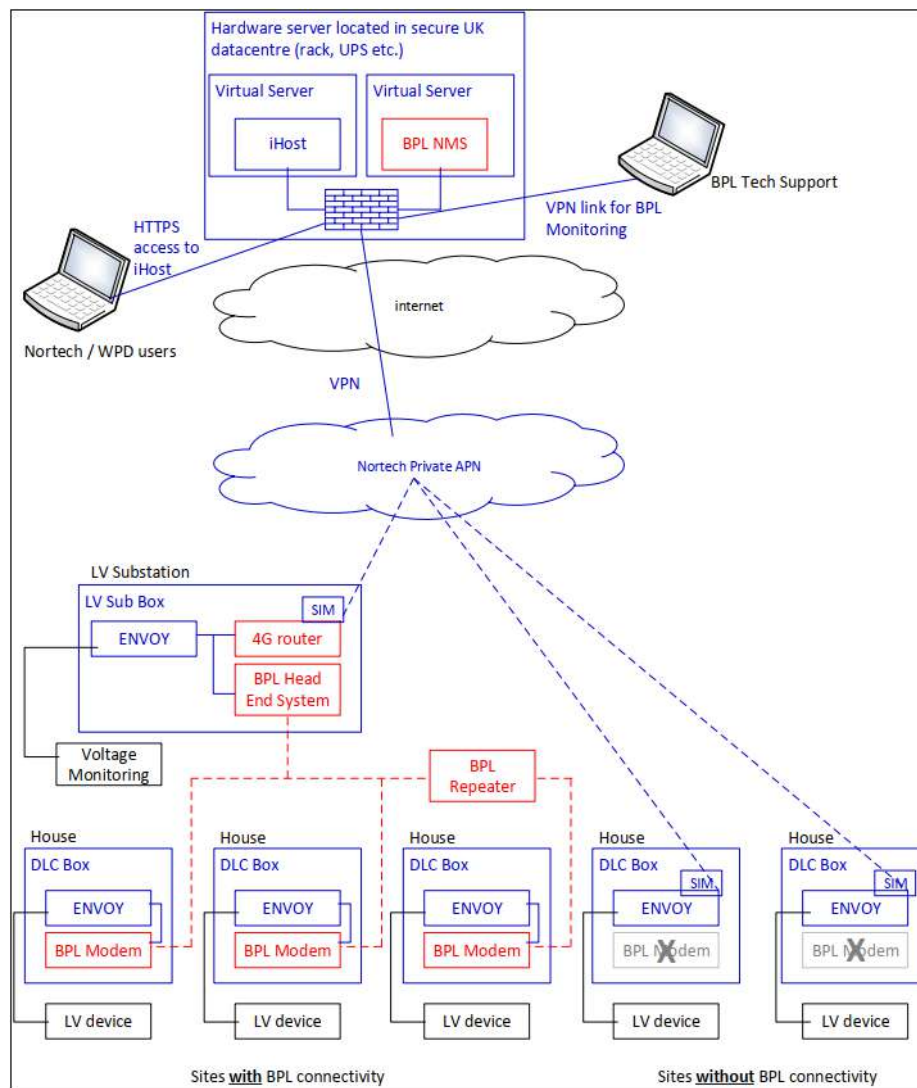 Hardware server located in secure UK
datacentre (rack, UPS etc.)
Virtual Server
Virtual Server
iHost
BPL NMS
BPL Tech Support
VPN link for BPL
Monitoring
HTTPS
access to
iHost
Nortech / WPD users
internet
VPN
Nortech Private APN
LV Substation
LV Sub Box
SIM
ENVOY
4G router
BPL Head
End System
Voltage
Monitoring
BPL
Repeater
House
DLC Box
ENVOY
BPL Modem
LV device
House
DLC Box
ENVOY
BPL Modem
LV device
House
DLC Box
ENVOY
BPL Modem
LV device
House
DLC Box
SIM
ENVOY
BPL Modem
X
LV device
House
DLC Box
SIM
ENVOY
BPL Modem
X
LV device
Sites with BPL connectivity
Sites without BPL connectivity